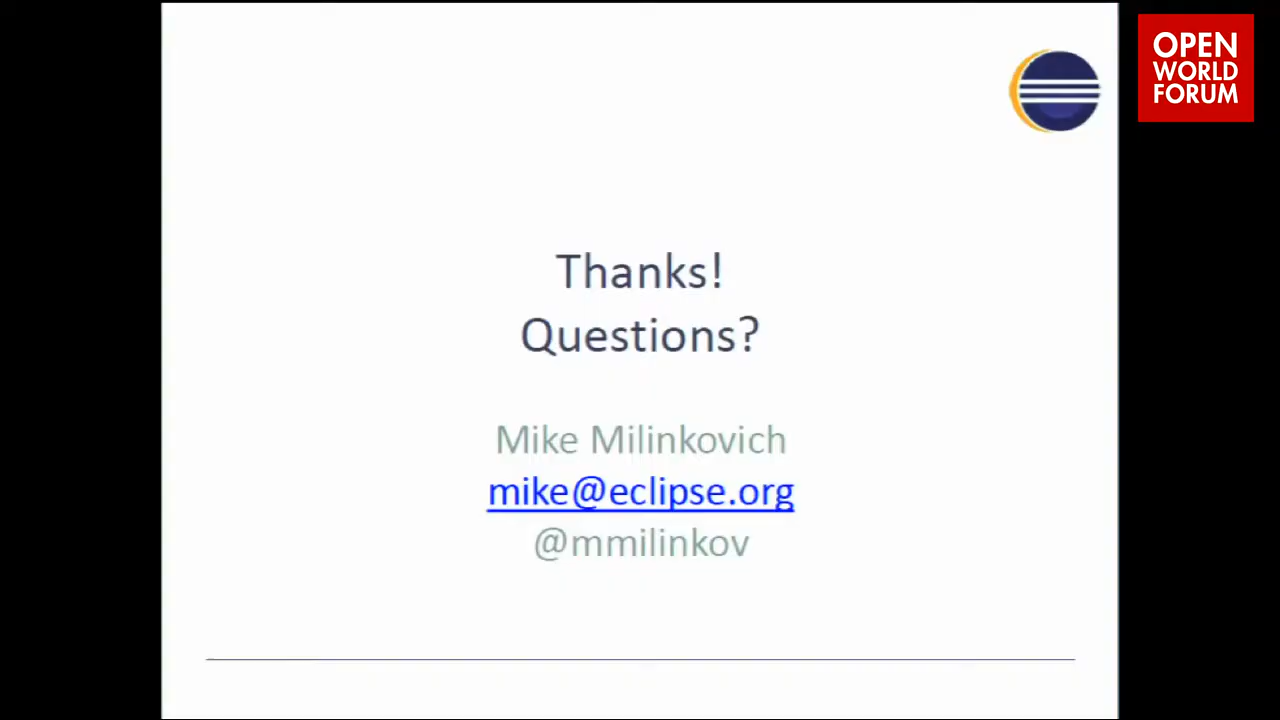 OPEN
WORLD
FORUM
Thanks!
Questions?
Mike Milinkovich
mike@eclipse.org
@mmilinkov